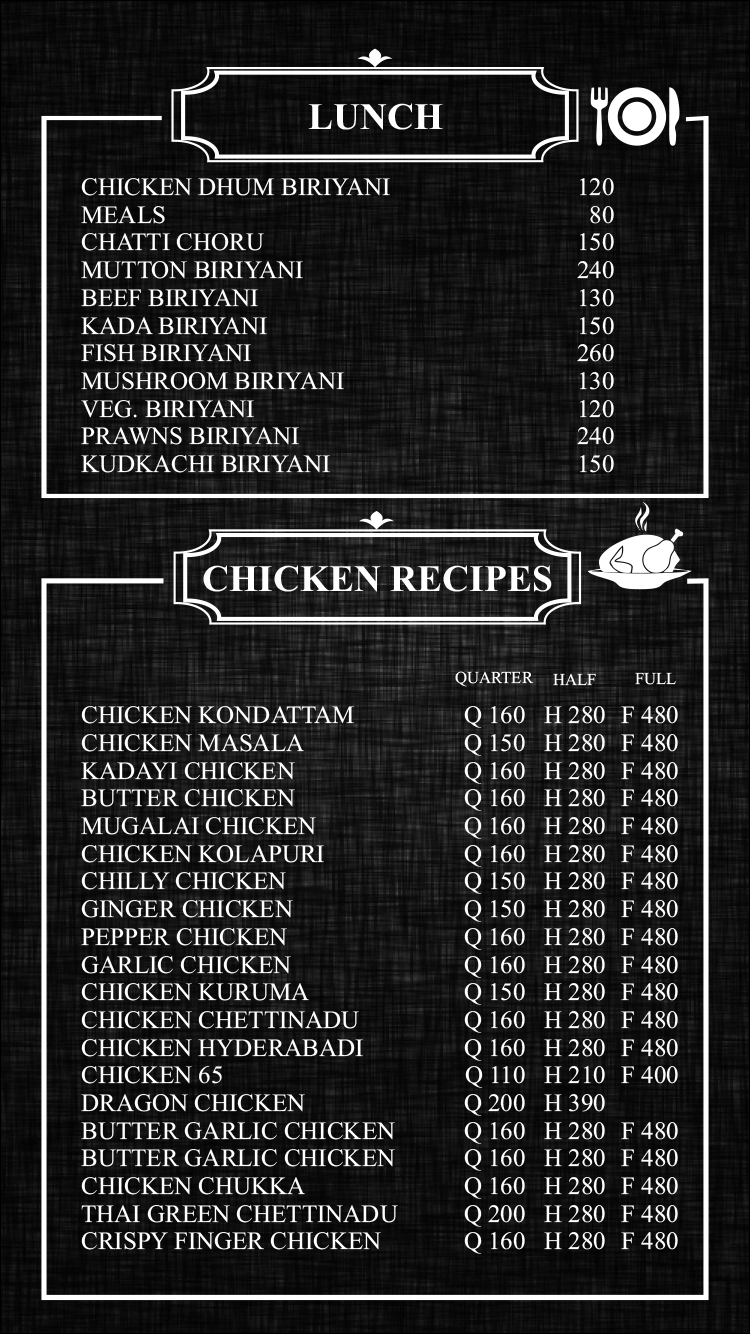 LUNCH
CHICKEN DHUM BIRIYANI 120
MEALS 80
CHATTI CHORU 150
MUTTON BIRIYANI 240
BEEF BIRIYANI 130
KADA BIRIYANI 150
FISH BIRIYANI 260
MUSHROOM BIRIYANI 130
VEG. BIRIYANI 120
PRAWNS BIRIYANI 240
KUDKACHI BIRIYANI 150
CHICKEN RECIPES
QUARTER HALF FULL
CHICKEN KONDATTAM Q 160 H 280 F 480
CHICKEN MASALA Q 150 H 280 F 480
KADAYI CHICKEN Q 160 H 280 F 480
BUTTER CHICKEN Q 160 H 280 F 480
MUGALAI CHICKEN Q 160 H 280 F 480
CHICKEN KOLAPURI Q 160 H 280 F 480
CHILLY CHICKEN Q 150 H 280 F 480
GINGER CHICKEN Q 150 H 280 F 480
PEPPER CHICKEN Q 160 H 280 F 480
GARLIC CHICKEN Q 160 H 280 F 480
CHICKEN KURUMA Q 150 H 280 F 480
CHICKEN CHETTINADU Q 160 H 280 F 480
CHICKEN HYDERABADI Q 160 H 280 F 480
CHICKEN 65 Q 110 H 210 F 400
DRAGON CHICKEN Q 200 H 390
BUTTER GARLIC CHICKEN Q 160 H 280 F 480
BUTTER GARLIC CHICKEN Q 160 H 280 F 480
CHICKEN CHUKKA Q 160 H 280 F 480
THAI GREEN CHETTINADU Q 200 H 280 F 480
CRISPY FINGER CHICKEN Q 160 H 280 F 480